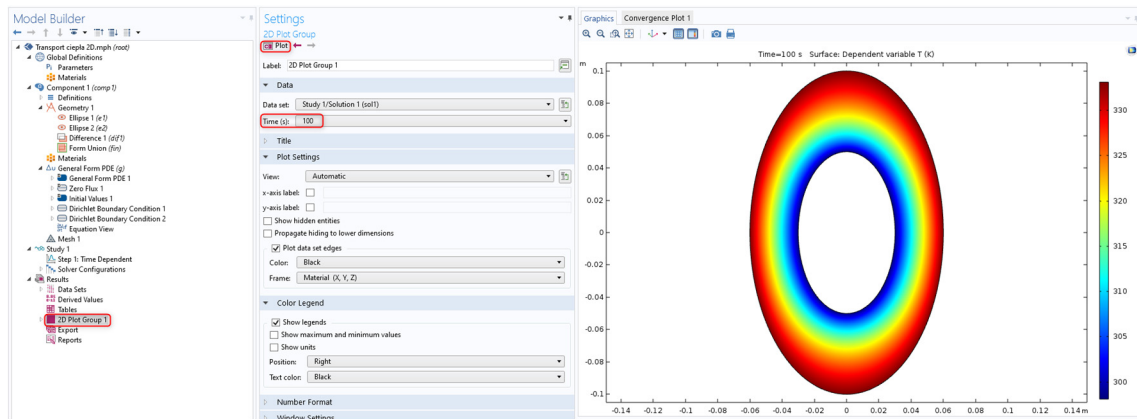 Model Builder
Transport ciepła 2D.mph (root)
Global Definitions
Pi Parameters
Materials
Component 1 (comp1)
Definitions
Geometry 1
Ellipse 1 (e1)
Ellipse 2 (e2)
Difference 1 (dif1)
Form Union (fin)
Materials
Δu General Form PDE (g)
General Form PDE 1
Zero Flux 1
Initial Values 1
Dirichlet Boundary Condition 1
Dirichlet Boundary Condition 2
Equation View
Mesh 1
Study 1
Step 1: Time Dependent
Solver Configurations
Results
Data Sets
Derived Values
Tables
2D Plot Group 1
Export
Reports
Settings
2D Plot Group
Plot
Label: 2D Plot Group 1
Data
Data set: Study 1/Solution 1 (sol1)
Time (s): 100
Title
Plot Settings
View: Automatic
x-axis label:
y-axis label:
Show hidden entities
Propagate hiding to lower dimensions
Plot data set edges
Color: Black
Frame: Material (X, Y, Z)
Color Legend
Show legends
Show maximum and minimum values
Show units
Position: Right
Text color: Black
Number Format
Window Settings
Graphics Convergence Plot 1
Time=100 s Surface: Dependent variable T (K)
m
0.1
0.08
0.06
0.04
0.02
0
-0.02
-0.04
-0.06
-0.08
-0.1
-0.14 -0.12 -0.1 -0.08 -0.06 -0.04 -0.02 0 0.02 0.04 0.06 0.08 0.1 0.12 0.14 m
330
325
320
315
310
305
300